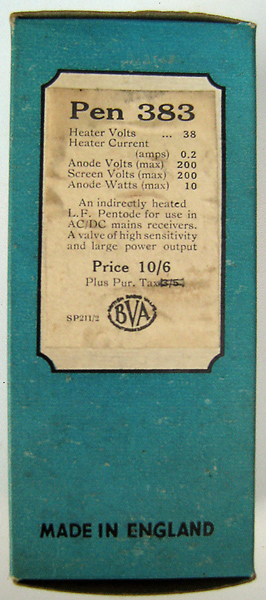 Pen 383
Heater Volts ... 38
Heater Current
(amps) 0.2
Anode Volts (max) 200
Screen Volts (max) 200
Anode Watts (max) 10
An indirectly heated
L.F. Pentode for use in
AC/DC mains receivers.
A valve of high sensitivity
and large power output
Price 10/6
Plus Pur. Tax
BVA
SP211/2
MADE IN ENGLAND